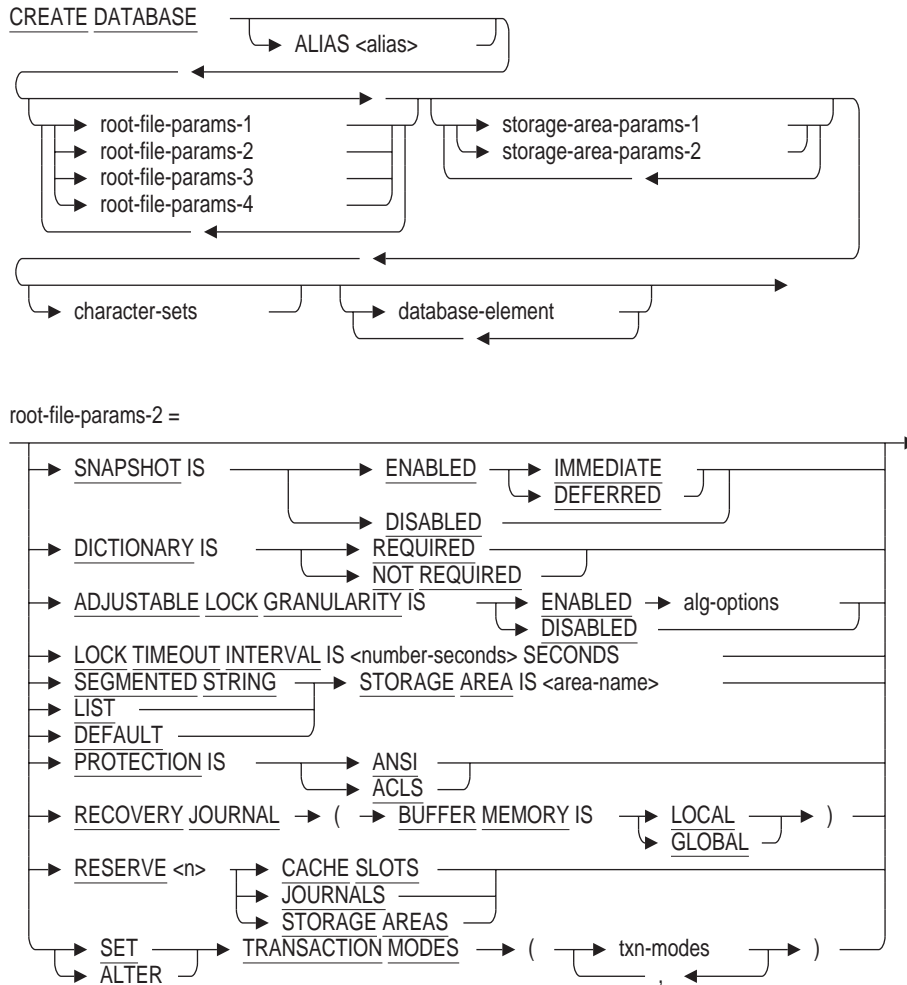 CREATE DATABASE
ALIAS <alias>
root-file-params-1 storage-area-params-1
root-file-params-2 storage-area-params-2
root-file-params-3
root-file-params-4
character-sets database-element
root-file-params-2 =
SNAPSHOT IS ENABLED IMMEDIATE
DEFERRED
DISABLED
DICTIONARY IS REQUIRED
NOT REQUIRED
ADJUSTABLE LOCK GRANULARITY IS ENABLED alg-options
DISABLED
LOCK TIMEOUT INTERVAL IS <number-seconds> SECONDS
SEGMENTED STRING STORAGE AREA IS <area-name>
LIST
DEFAULT
PROTECTION IS ANSI
ACLS
RECOVERY JOURNAL ( BUFFER MEMORY IS LOCAL )
GLOBAL
RESERVE <n> CACHE SLOTS
JOURNALS
STORAGE AREAS
SET TRANSACTION MODES ( txn-modes )
ALTER ,